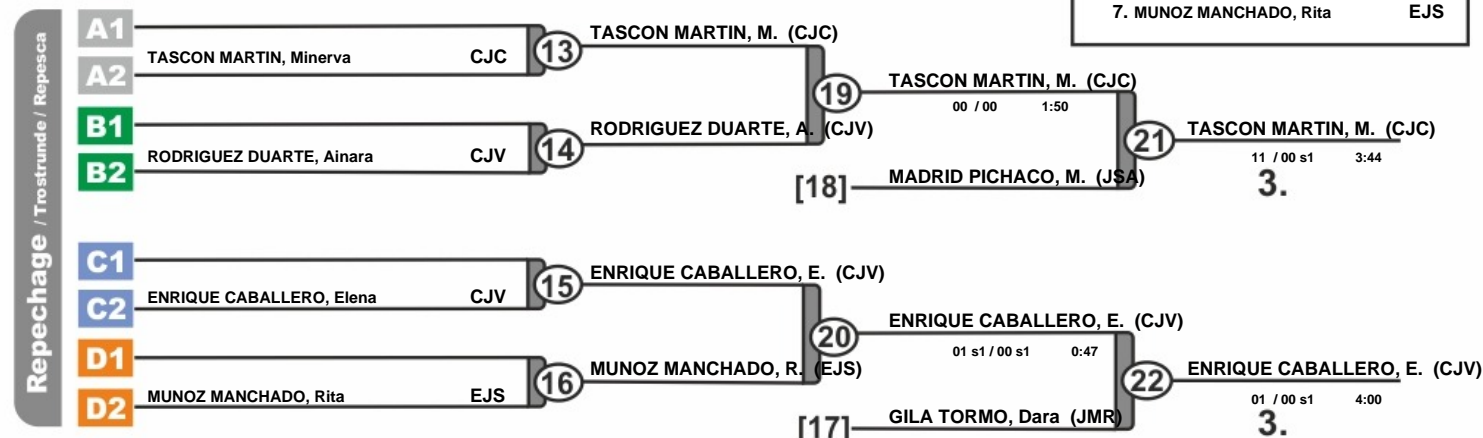 7. MUNOZ MANCHADO, Rita EJS
Repechage / Trostrunde / Repesca
A1
TASCON MARTIN, Minerva CJC
A2
13
TASCON MARTIN, M. (CJC)
B1
RODRIGUEZ DUARTE, Ainara CJV
B2
14
RODRIGUEZ DUARTE, A. (CJV)
19
TASCON MARTIN, M. (CJC)
00 / 00 1:50
[18]
MADRID PICHACO, M. (JSA)
21
TASCON MARTIN, M. (CJC)
11 / 00 s1 3:44
3.
C1
ENRIQUE CABALLERO, Elena CJV
C2
15
ENRIQUE CABALLERO, E. (CJV)
D1
MUNOZ MANCHADO, Rita EJS
D2
16
MUNOZ MANCHADO, R. (EJS)
20
ENRIQUE CABALLERO, E. (CJV)
01 s1 / 00 s1 0:47
[17]
GILA TORMO, Dara (JMR)
22
ENRIQUE CABALLERO, E. (CJV)
01 / 00 s1 4:00
3.